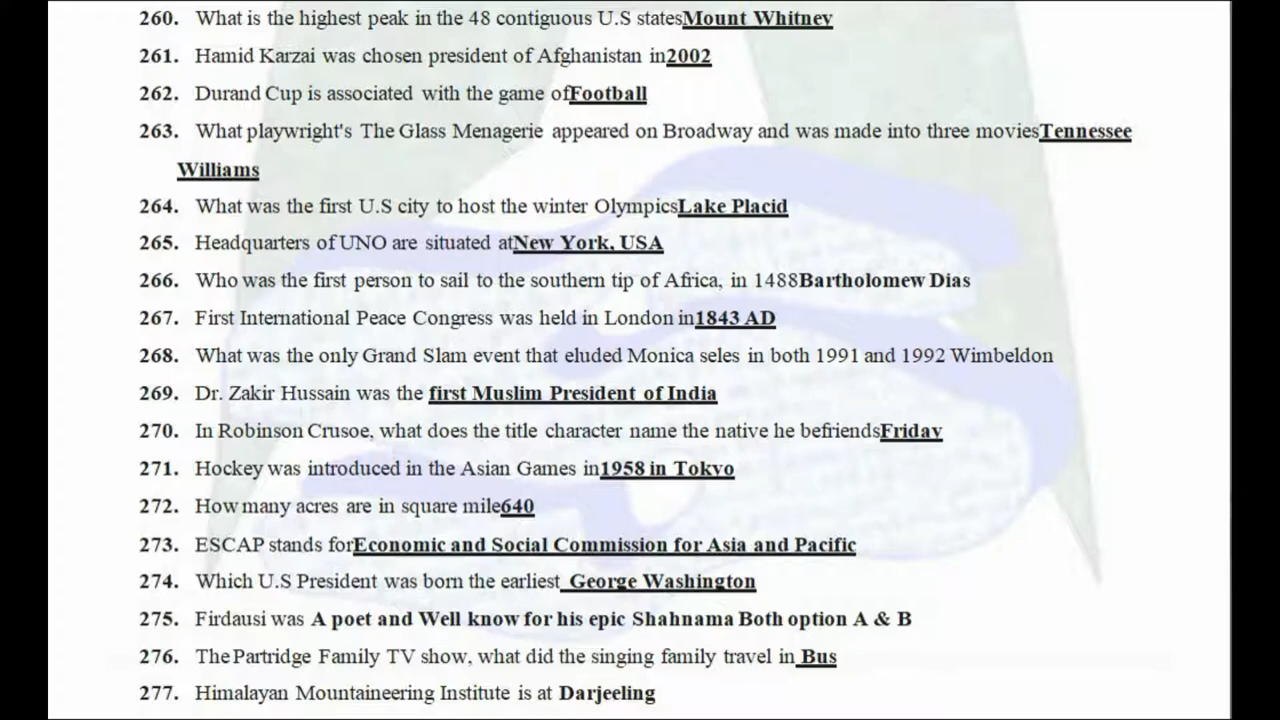 260. What is the highest peak in the 48 contiguous U.S statesMount Whitney
261. Hamid Karzai was chosen president of Afghanistan in2002
262. Durand Cup is associated with the game ofFootball
263. What playwright's The Glass Menagerie appeared on Broadway and was made into three moviesTennessee
Williams
264. What was the first U.S city to host the winter OlympicsLake Placid
265. Headquarters of UNO are situated atNew York, USA
266. Who was the first person to sail to the southern tip of Africa, in 1488Bartholomew Dias
267. First International Peace Congress was held in London in1843 AD
268. What was the only Grand Slam event that eluded Monica seles in both 1991 and 1992 Wimbeldon
269. Dr. Zakir Hussain was the first Muslim President of India
270. In Robinson Crusoe, what does the title character name the native he befriendsFriday
271. Hockey was introduced in the Asian Games in1958 in Tokyo
272. How many acres are in square mile640
273. ESCAP stands forEconomic and Social Commission for Asia and Pacific
274. Which U.S President was born the earliest George Washington
275. Firdausi was A poet and Well know for his epic Shahnama Both option A & B
276. The Partridge Family TV show, what did the singing family travel in Bus
277. Himalayan Mountaineering Institute is at Darjeeling